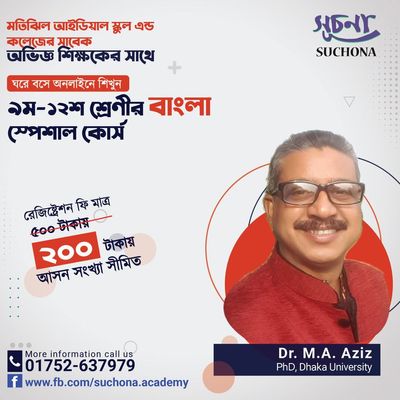 মতিঝিল আইডিয়াল স্কুল এন্ড
কলেজের সাবেক
অভিজ্ঞ শিক্ষকের সাথে
ঘরে বসে অনলাইনে শিখুন
৯ম-১২শ শ্রেণীর বাংলা
স্পেশাল কোর্স
সূচনা
SUCHONA
রেজিষ্ট্রেশন ফি মাত্র
৫০০ টাকায়
২০০ টাকায়
আসন সংখ্যা সীমিত
Dr. M.A. Aziz
PhD, Dhaka University
More information call us
01752-637979
www.fb.com/suchona.academy